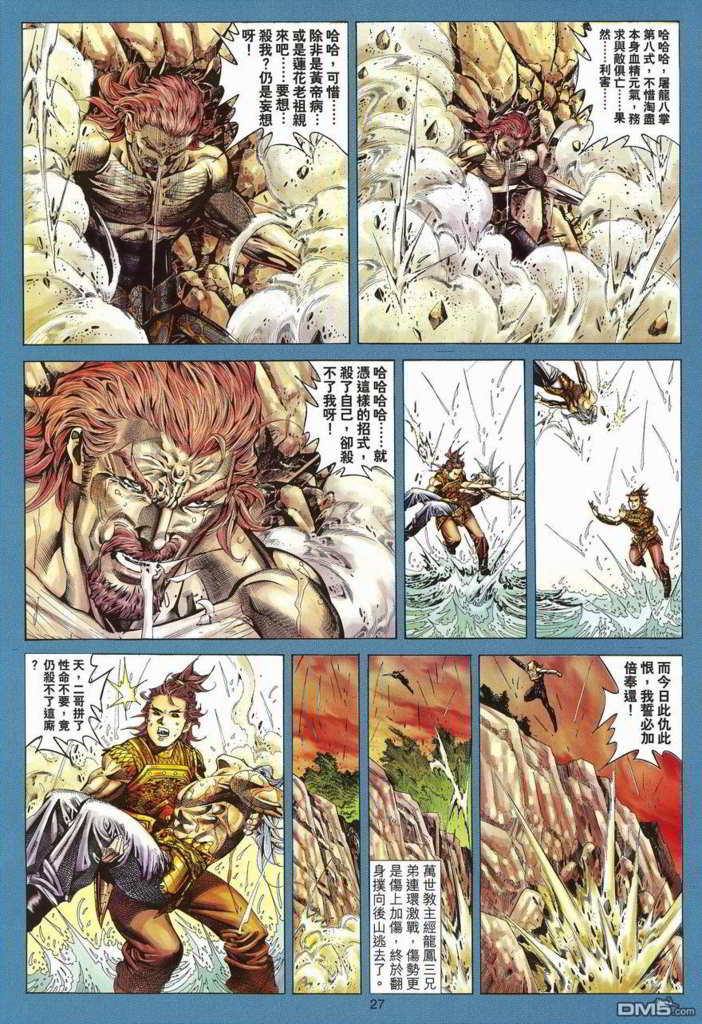 哈哈哈，屠龍八掌
第八式，不惜淘盡
本身血精元氣，務
求與敵俱亡……果
然……利害……
哈哈，可惜……
除非是黃帝病…
或是蓮花老祖親
來吧……要想…
殺我？仍是妄想
呀！
哈哈哈哈……就
憑這樣的招式，
殺了自己，卻殺
不了我呀！
而今日此仇此
恨，我誓必加
倍奉還！
萬世教主經龍鳳三兄
弟連環激戰，傷勢更
是傷上加傷，終於翻
身撲向後山逃去了。
天，二哥拼了
性命不要，竟
仍殺不了這廝
？
27
DM5.com